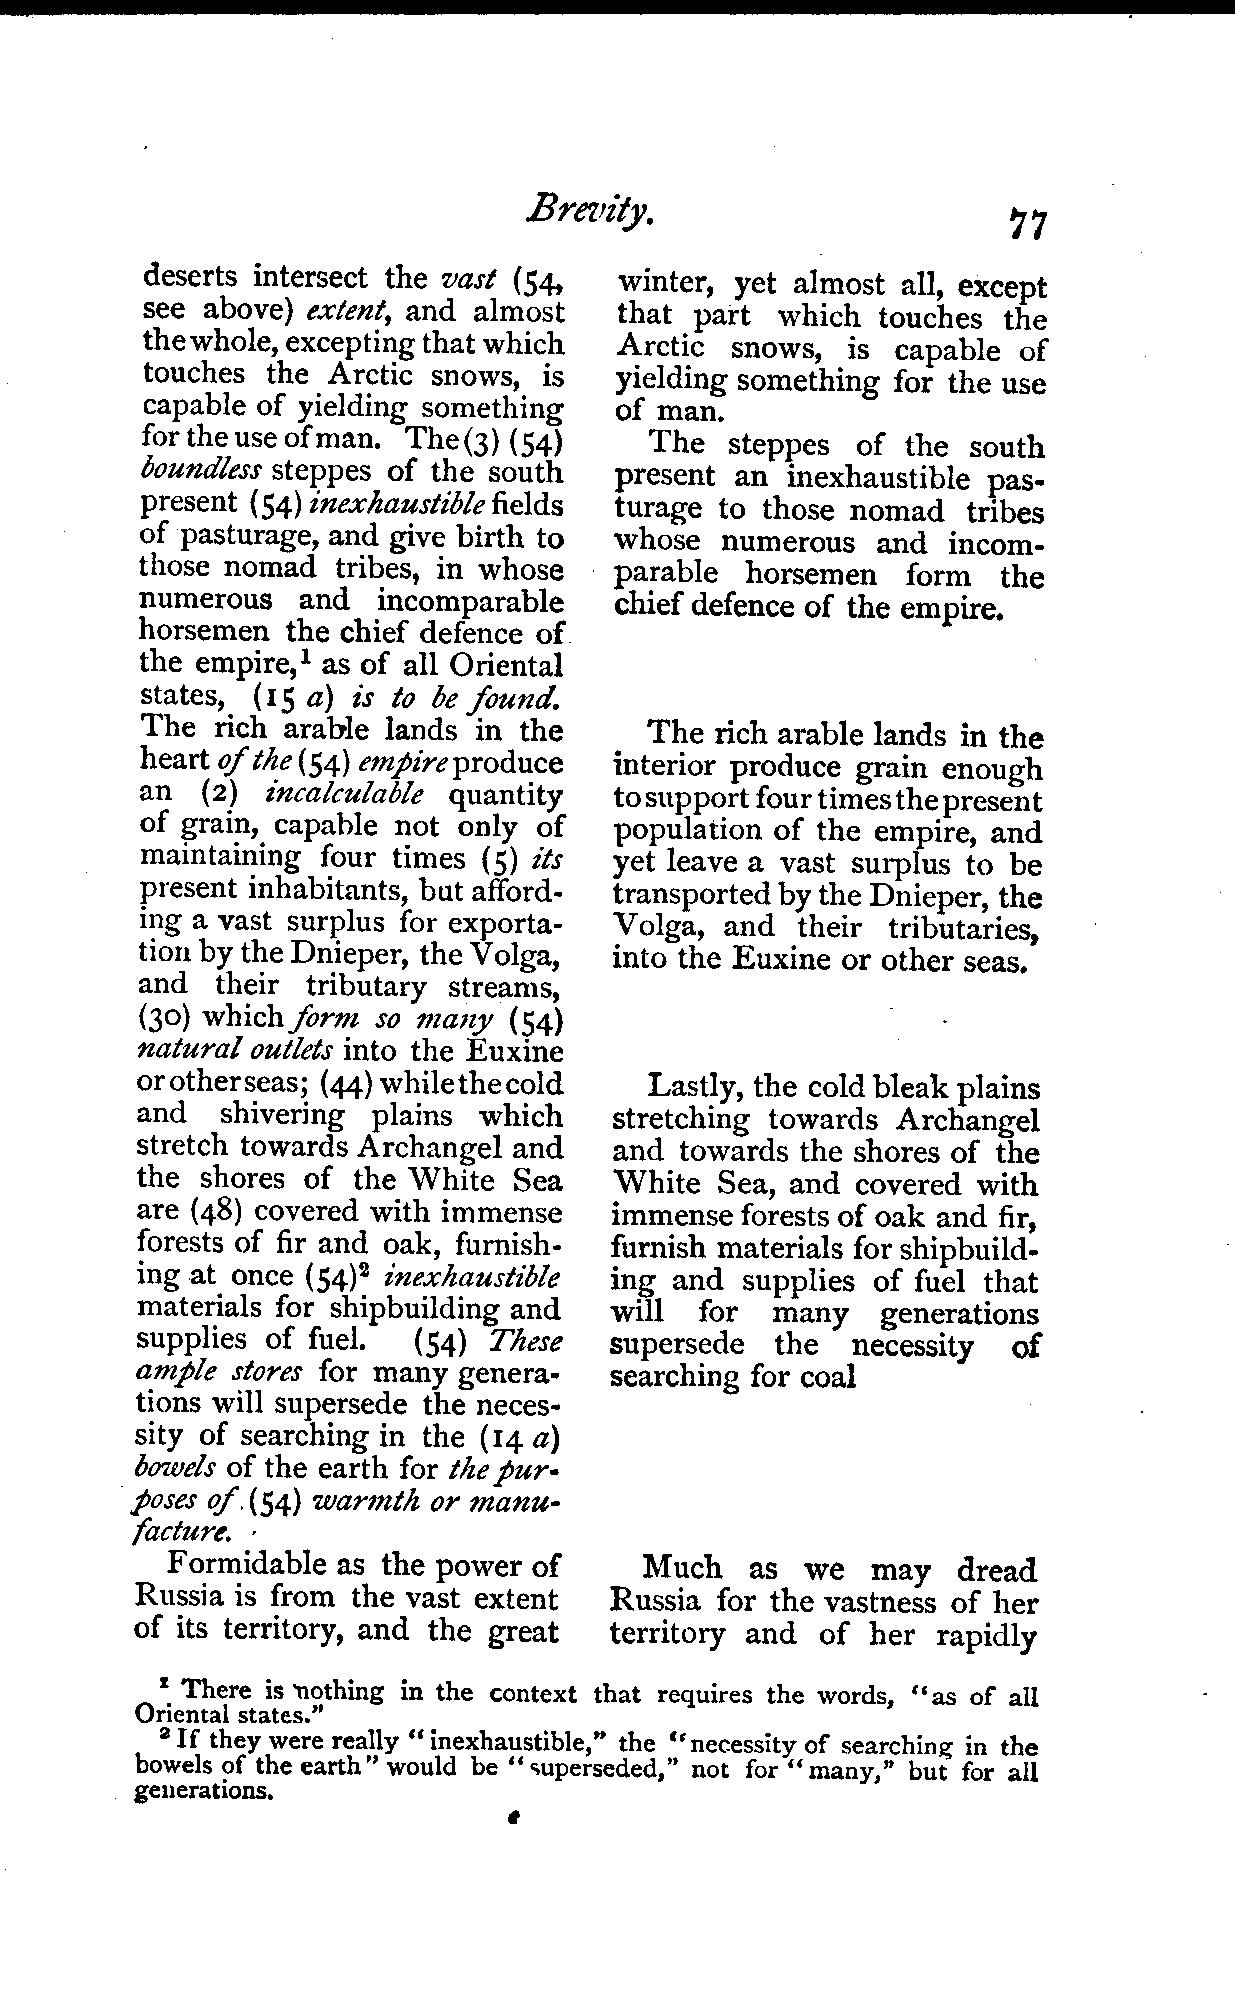 Brevity.
77
deserts intersect the vast (54,
see above) extent, and almost
the whole, excepting that which
touches the Arctic snows, is
capable of yielding something
for the use of man. The (3) (54)
boundless steppes of the south
present (54) inexhaustible fields
of pasturage, and give birth to
those nomad tribes, in whose
numerous and incomparable
horsemen the chief defence of
the empire,¹ as of all Oriental
states, (15 a) is to be found.
The rich arable lands in the
heart of the (54) empire produce
an (2) incalculable quantity
of grain, capable not only of
maintaining four times (5) its
present inhabitants, but afford-
ing a vast surplus for exporta-
tion by the Dnieper, the Volga,
and their tributary streams,
(30) which form so many (54)
natural outlets into the Euxine
or other seas; (44) while the cold
and shivering plains which
stretch towards Archangel and
the shores of the White Sea
are (48) covered with immense
forests of fir and oak, furnish-
ing at once (54)² inexhaustible
materials for shipbuilding and
supplies of fuel. (54) These
ample stores for many genera-
tions will supersede the neces-
sity of searching in the (14 a)
bowels of the earth for the pur-
poses of (54) warmth or manu-
facture.
Formidable as the power of
Russia is from the vast extent
of its territory, and the great
winter, yet almost all, except
that part which touches the
Arctic snows, is capable of
yielding something for the use
of man.
The steppes of the south
present an inexhaustible pas-
turage to those nomad tribes
whose numerous and incom-
parable horsemen form the
chief defence of the empire.
The rich arable lands in the
interior produce grain enough
to support four times the present
population of the empire, and
yet leave a vast surplus to be
transported by the Dnieper, the
Volga, and their tributaries,
into the Euxine or other seas.
Lastly, the cold bleak plains
stretching towards Archangel
and towards the shores of the
White Sea, and covered with
immense forests of oak and fir,
furnish materials for shipbuild-
ing and supplies of fuel that
will for many generations
supersede the necessity of
searching for coal
Much as we may dread
Russia for the vastness of her
territory and of her rapidly
¹ There is nothing in the context that requires the words, "as of all
Oriental states."
² If they were really "inexhaustible," the "necessity of searching in the
bowels of the earth" would be "superseded," not for "many," but for all
generations.